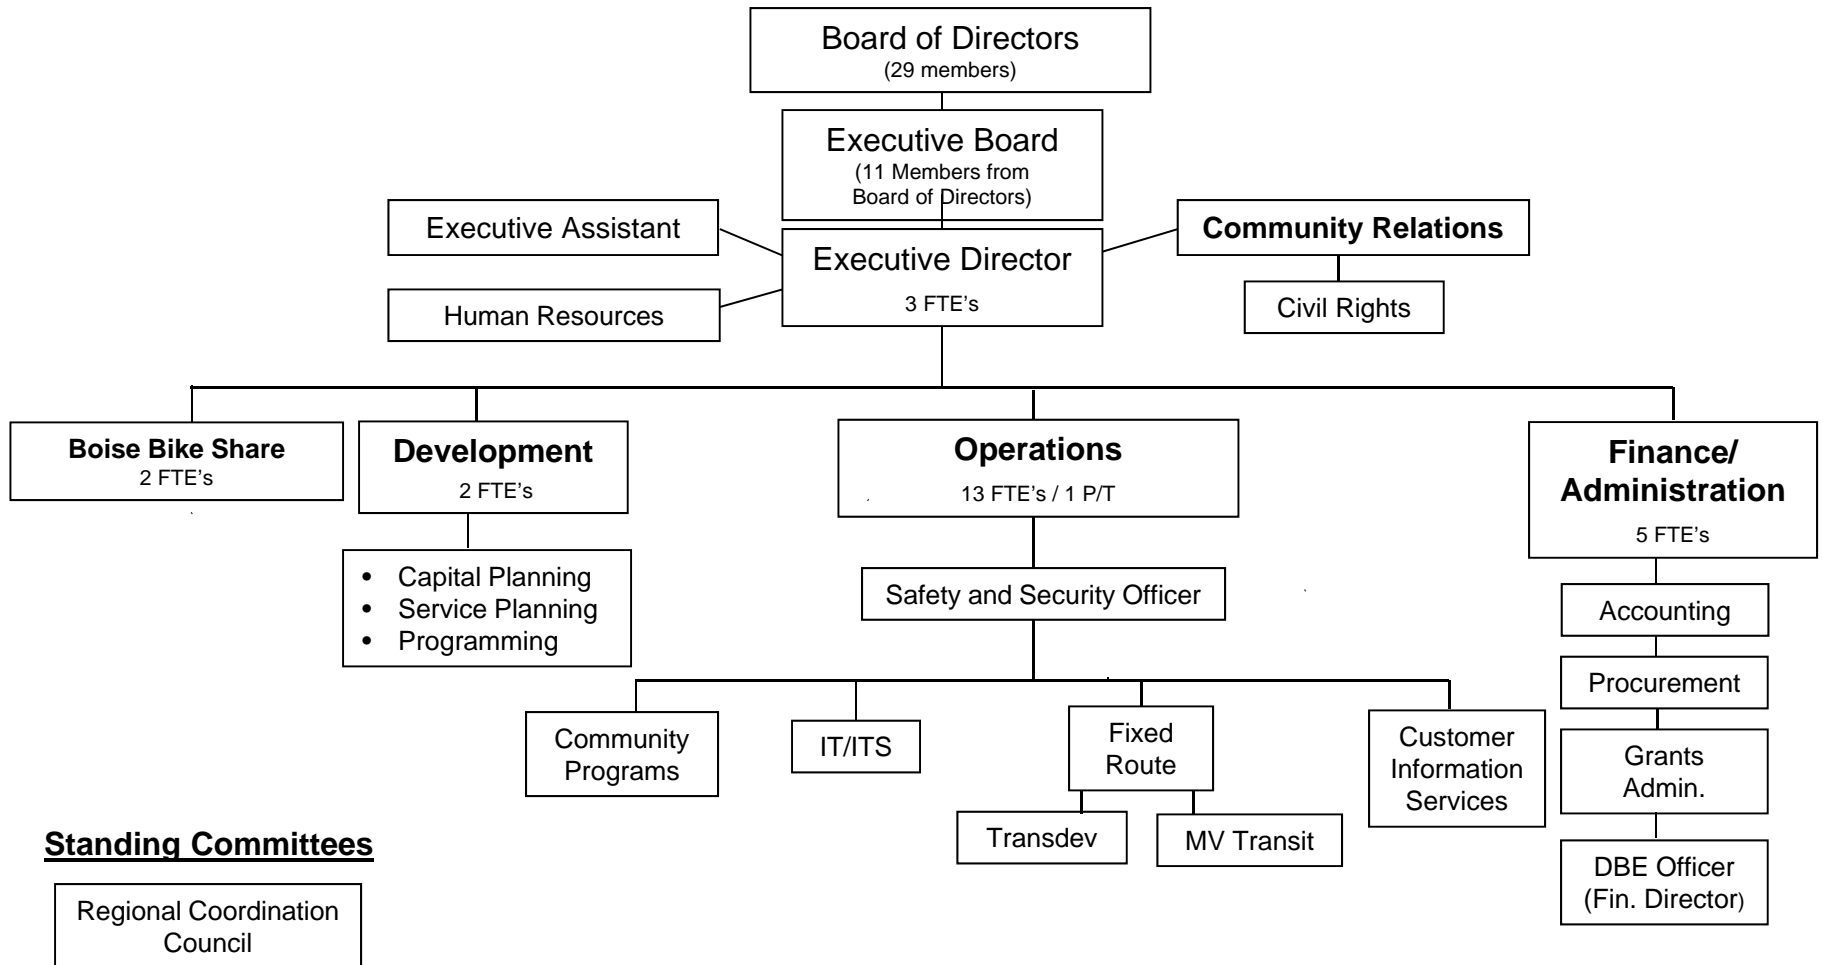 Board of Directors
(29 members)
Executive Board
(11 Members from
Board of Directors)
Executive Assistant
Community Relations
Executive Director
3 FTE’s
Human Resources
Civil Rights
Boise Bike Share
2 FTE’s
Development
2 FTE’s
Operations
13 FTE’s / 1 P/T
Finance/
Administration
5 FTE’s
• Capital Planning
• Service Planning
• Programming
Safety and Security Officer
Accounting
Procurement
Community
Programs
IT/ITS
Fixed
Route
Customer
Information
Services
Grants
Admin.
Transdev
MV Transit
DBE Officer
(Fin. Director)
Standing Committees
Regional Coordination
Council